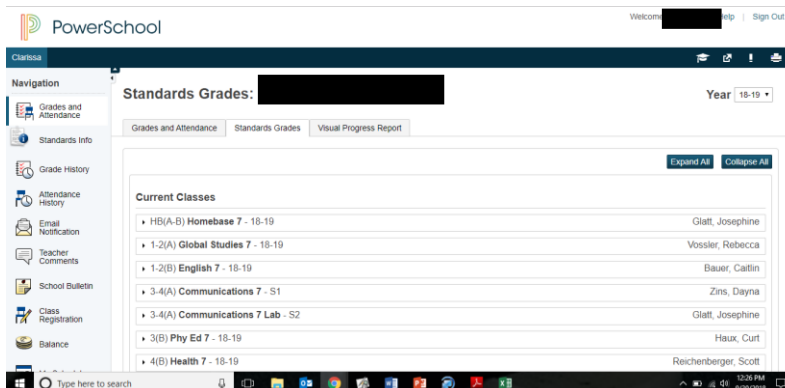 Welcome
Help | Sign Out
PowerSchool
Clarissa
Navigation
Standards Grades:
Year 18-19
Grades and Attendance
Standards Grades
Visual Progress Report
Grades and
Attendance
Standards Info
Grade History
Attendance
History
Email
Notification
Teacher
Comments
School Bulletin
Class
Registration
Balance
Expand All
Collapse All
Current Classes
HB(A-B) Homebase 7 - 18-19 Glatt, Josephine
1-2(A) Global Studies 7 - 18-19 Vossler, Rebecca
1-2(B) English 7 - 18-19 Bauer, Caitlin
3-4(A) Communications 7 - S1 Zins, Dayna
3-4(A) Communications 7 Lab - S2 Glatt, Josephine
3(B) Phy Ed 7 - 18-19 Haux, Curt
4(B) Health 7 - 18-19 Reichenberger, Scott
Type here to search
12:26 PM